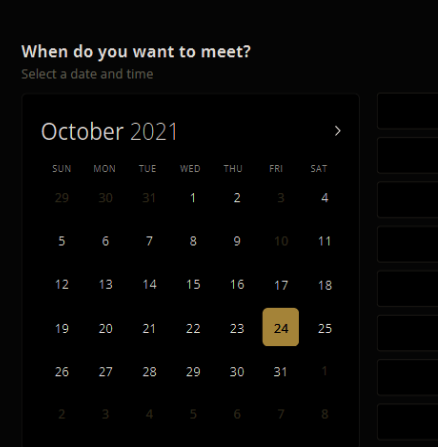 When do you want to meet?
Select a date and time
October 2021
SUN MON TUE WED THU FRI SAT
29 30 31 1 2 3 4
5 6 7 8 9 10 11
12 13 14 15 16 17 18
19 20 21 22 23 24 25
26 27 28 29 30 31 1
2 3 4 5 6 7 8